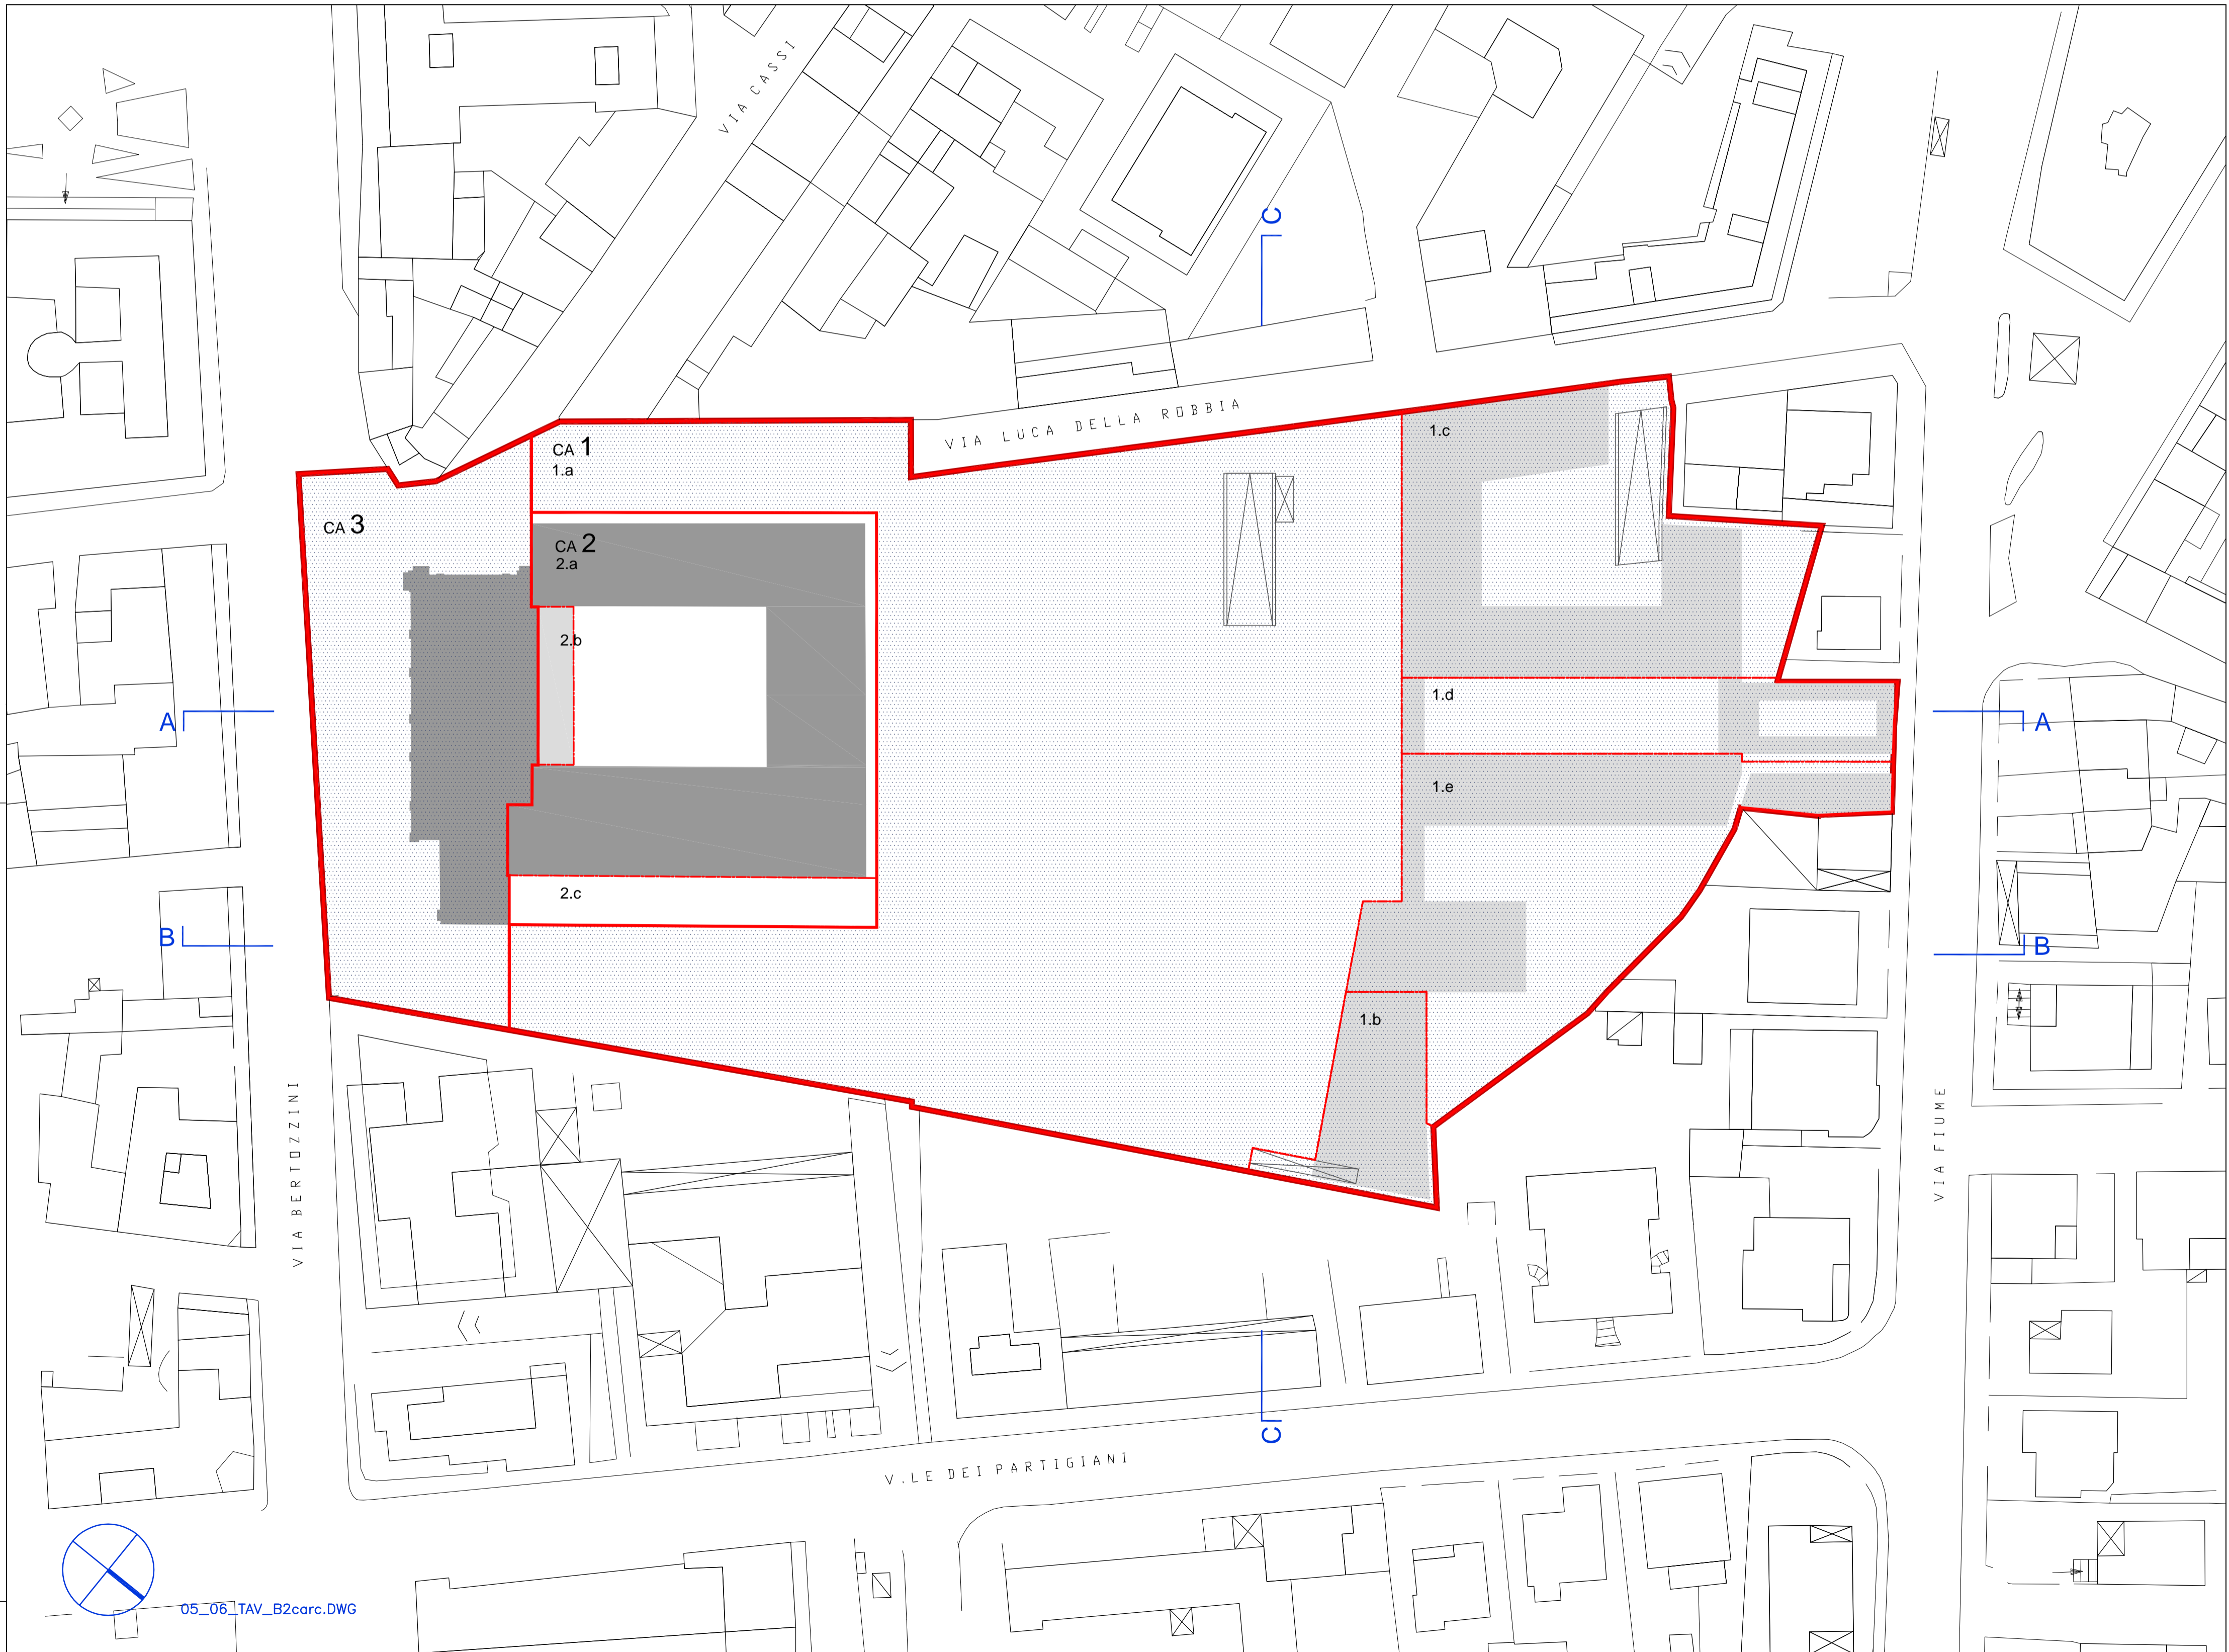 VIA CASSI
C
VIA LUCA DELLA ROBBIA
1.c
CA 1
1.a
CA 3
CA 2
2.a
2.b
1.d
A
A
1.e
2.c
B
B
1.b
VIA BERTOZZINI
VIA FIUME
C
V.LE DEI PARTIGIANI
05_06_TAV_B2carc.DWG